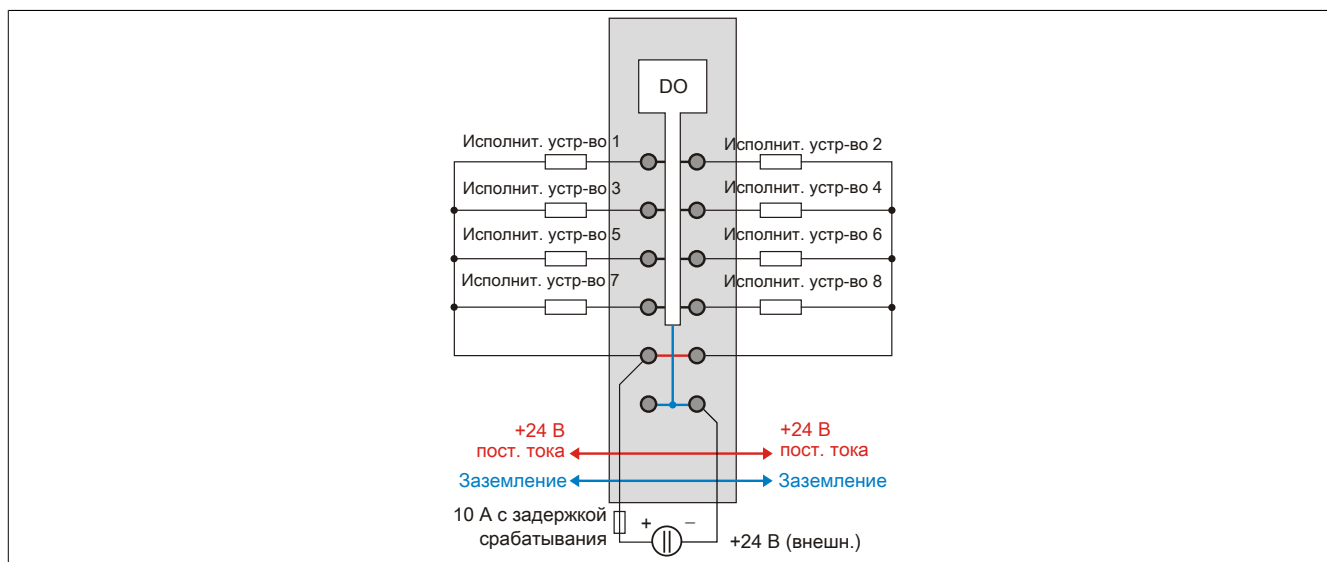 DO
Исполнит. устр-во 1
Исполнит. устр-во 2
Исполнит. устр-во 3
Исполнит. устр-во 4
Исполнит. устр-во 5
Исполнит. устр-во 6
Исполнит. устр-во 7
Исполнит. устр-во 8
+24 В
пост. тока
+24 В
пост. тока
Заземление
Заземление
10 А с задержкой
срабатывания
+ −
+24 В (внешн.)